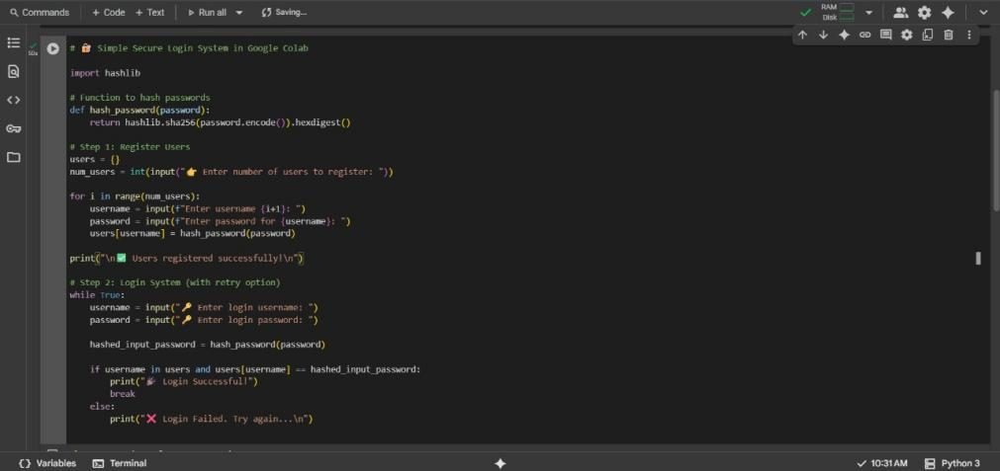 Commands + Code + Text Run all Saving...
RAM
Disk
50s
# 🔐 Simple Secure Login System in Google Colab
import hashlib
# Function to hash passwords
def hash_password(password):
    return hashlib.sha256(password.encode()).hexdigest()
# Step 1: Register Users
users = {}
num_users = int(input("👉 Enter number of users to register: "))
for i in range(num_users):
    username = input(f"Enter username {i+1}: ")
    password = input(f"Enter password for {username}: ")
    users[username] = hash_password(password)
print("\n✅ Users registered successfully!\n")
# Step 2: Login System (with retry option)
while True:
    username = input("🔑 Enter login username: ")
    password = input("🔑 Enter login password: ")
    hashed_input_password = hash_password(password)
    if username in users and users[username] == hashed_input_password:
        print("🎉 Login Successful!")
        break
    else:
        print("❌ Login Failed. Try again...\n")
{} Variables Terminal 10:31 AM Python 3